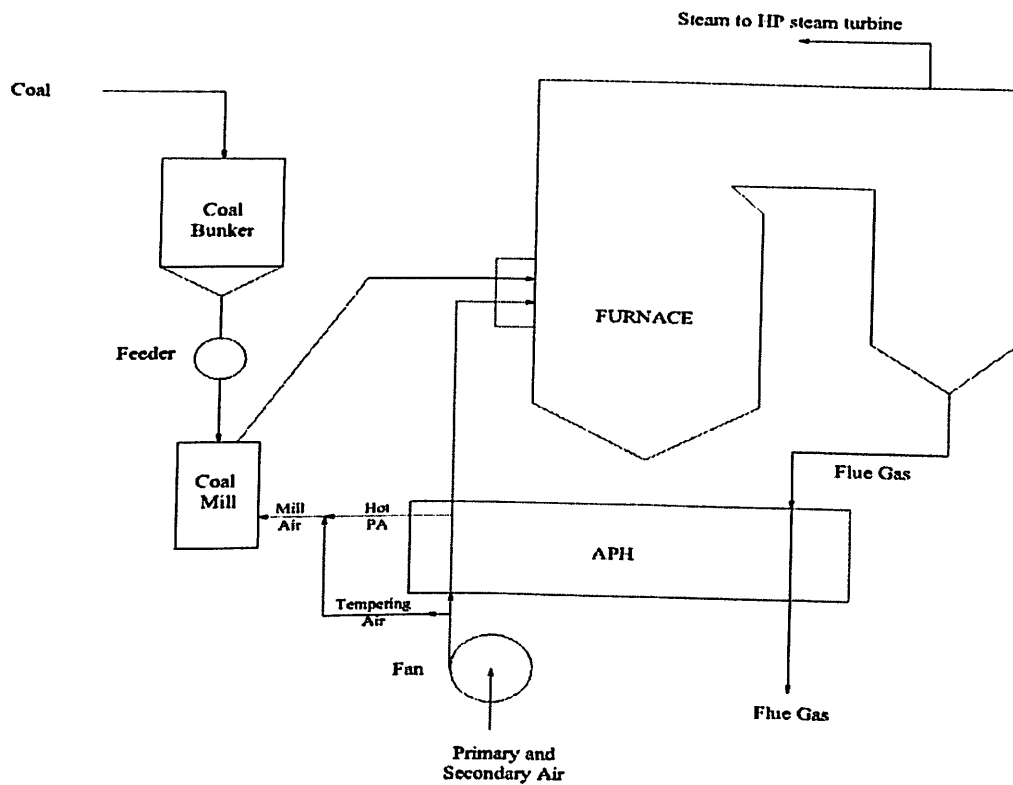 Steam to HP steam turbine
Coal
Coal
Bunker
Feeder
FURNACE
Coal
Mill
Mill
Air
Hot
PA
Flue Gas
APH
Tempering
Air
Fan
Flue Gas
Primary and
Secondary Air